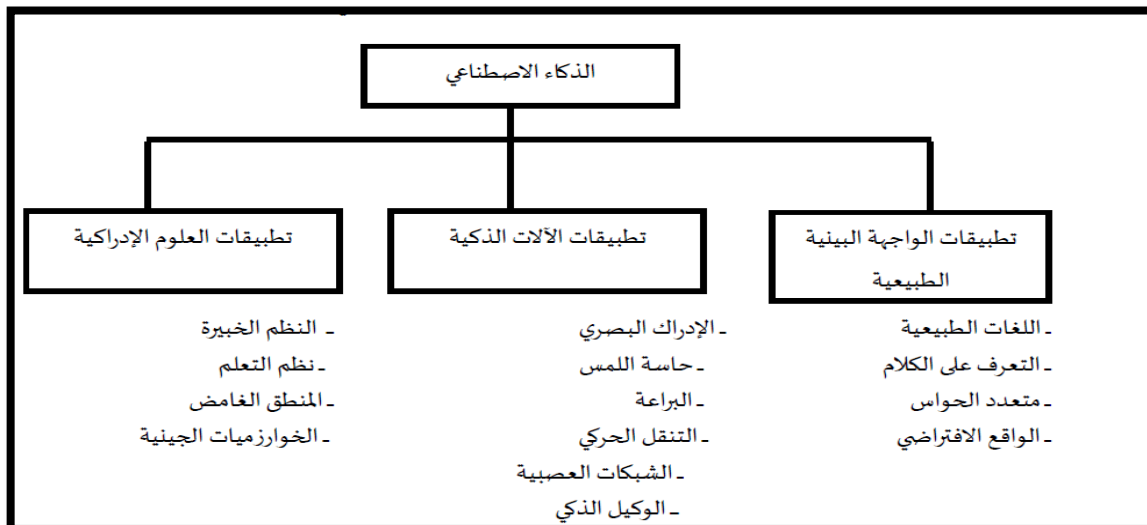 الذكاء الاصطناعي
تطبيقات الواجهة البينية
الطبيعية
ـ اللغات الطبيعية
ـ التعرف على الكلام
ـ متعدد الحواس
ـ الواقع الافتراضي
تطبيقات الآلات الذكية
ـ الإدراك البصري
ـ حاسة اللمس
ـ البراعة
ـ التنقل الحركي
ـ الشبكات العصبية
ـ الوكيل الذكي
تطبيقات العلوم الإدراكية
ـ النظم الخبيرة
ـ نظم التعلم
ـ المنطق الغامض
ـ الخوارزميات الجينية